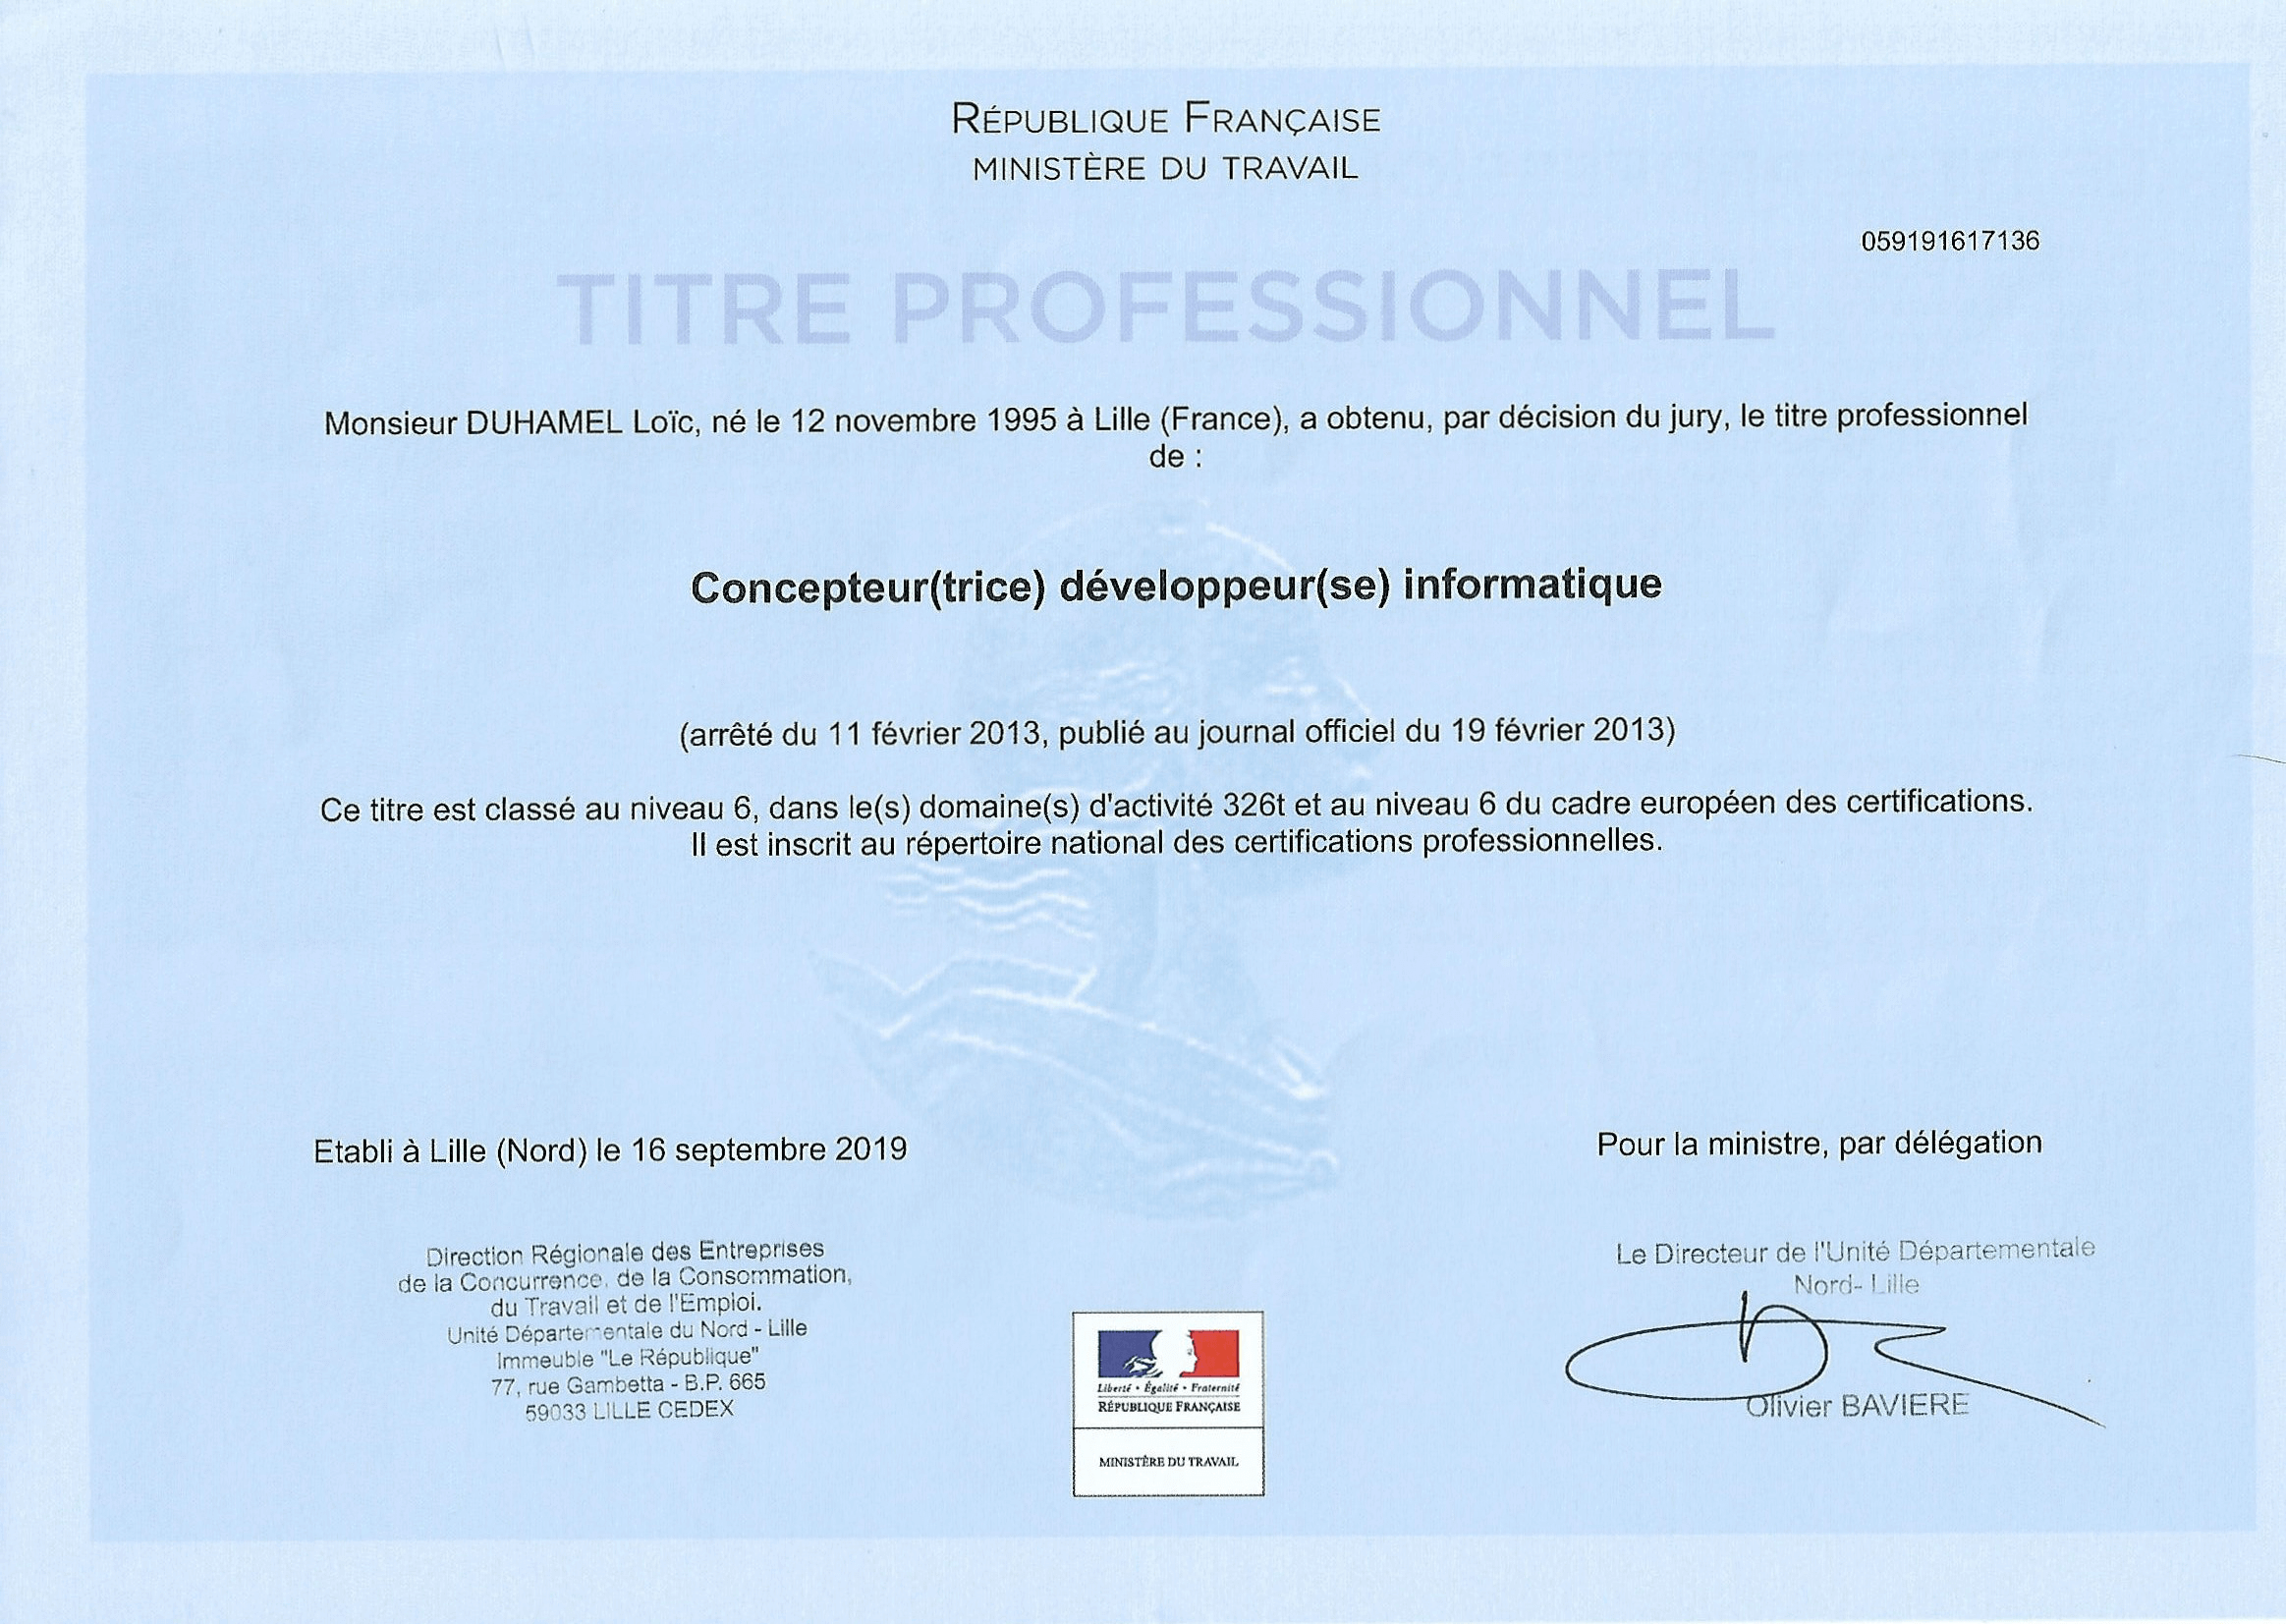 RÉPUBLIQUE FRANÇAISE
MINISTÈRE DU TRAVAIL
059191617136
TITRE PROFESSIONNEL
Monsieur DUHAMEL Loïc, né le 12 novembre 1995 à Lille (France), a obtenu, par décision du jury, le titre professionnel
de :
Concepteur(trice) développeur(se) informatique
(arrêté du 11 février 2013, publié au journal officiel du 19 février 2013)
Ce titre est classé au niveau 6, dans le(s) domaine(s) d'activité 326t et au niveau 6 du cadre européen des certifications.
Il est inscrit au répertoire national des certifications professionnelles.
Etabli à Lille (Nord) le 16 septembre 2019
Pour la ministre, par délégation
Direction Régionale des Entreprises
de la Concurrence, de la Consommation,
du Travail et de l'Emploi.
Unité Départementale du Nord - Lille
Immeuble "Le République"
77, rue Gambetta - B.P. 665
59033 LILLE CEDEX
Le Directeur de l'Unité Départementale
Nord- Lille
Olivier BAVIERE
Liberté • Égalité • Fraternité
RÉPUBLIQUE FRANÇAISE
MINISTÈRE DU TRAVAIL